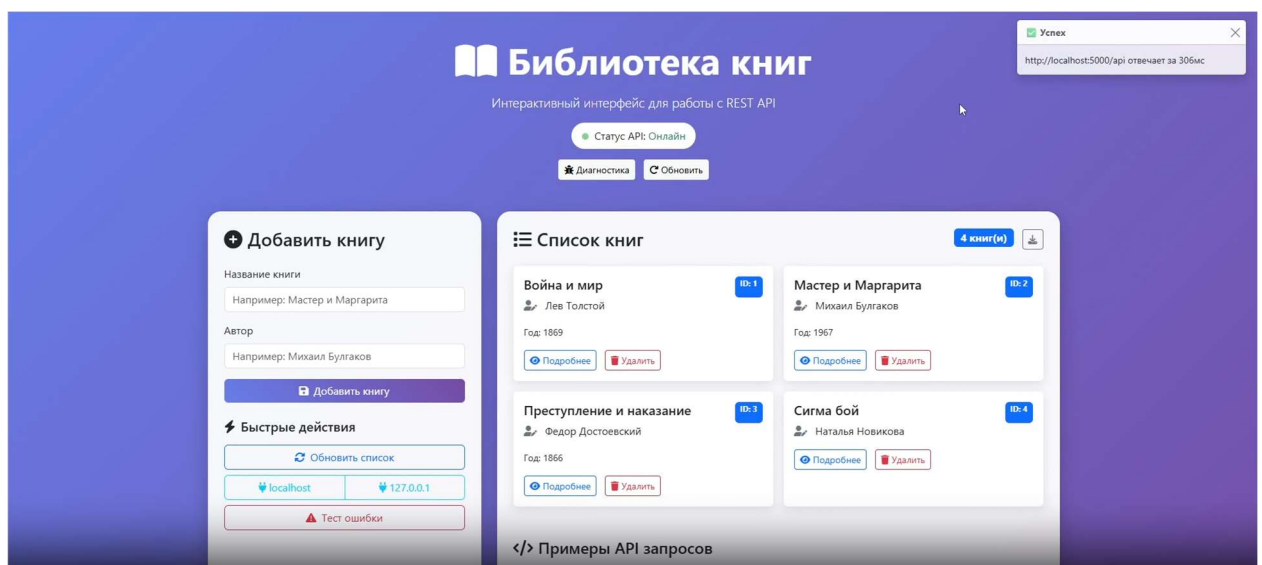 Библиотека книг
Интерактивный интерфейс для работы с REST API
Статус API: Онлайн
Диагностика Обновить
Успех
http://localhost:5000/api отвечает за 306мс
Добавить книгу
Название книги
Например: Мастер и Маргарита
Автор
Например: Михаил Булгаков
Добавить книгу
Быстрые действия
Обновить список
localhost 127.0.0.1
Тест ошибки
Список книг
4 книг(и)
Война и мир ID: 1
Лев Толстой
Год: 1869
Подробнее Удалить
Мастер и Маргарита ID: 2
Михаил Булгаков
Год: 1967
Подробнее Удалить
Преступление и наказание ID: 3
Федор Достоевский
Год: 1866
Подробнее Удалить
Сигма бой ID: 4
Наталья Новикова
Подробнее Удалить
</> Примеры API запросов